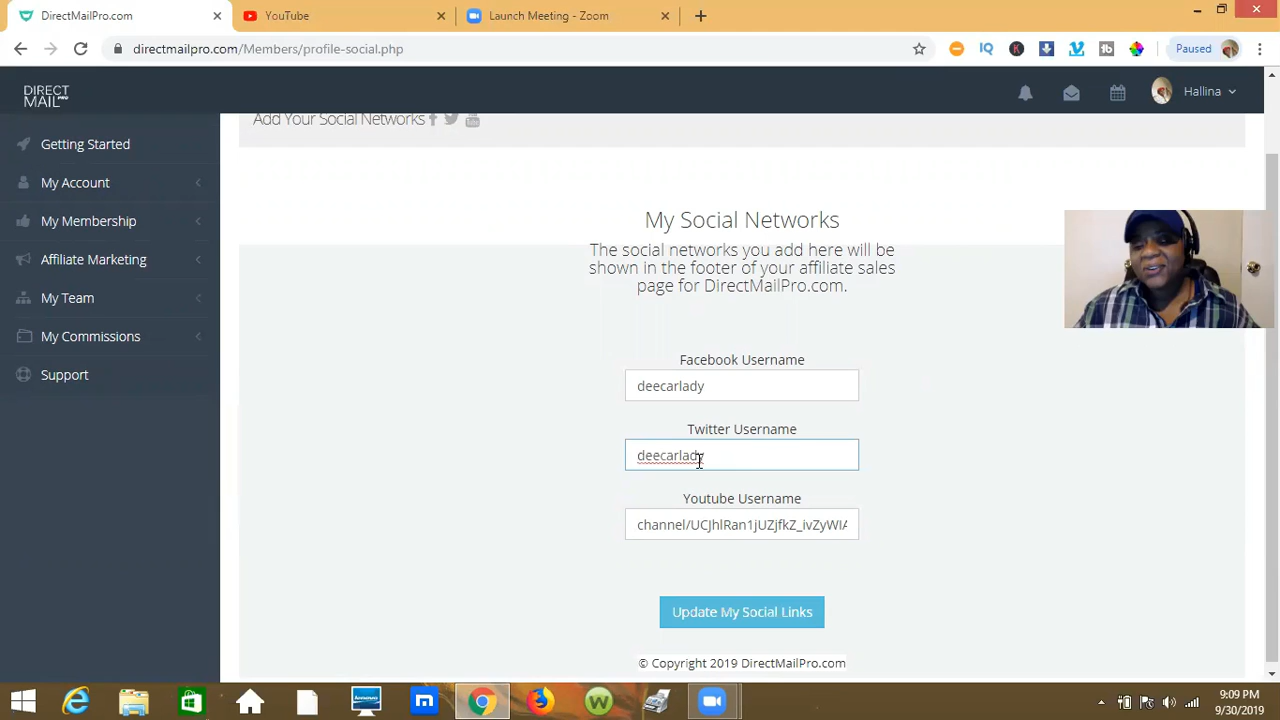 DirectMailPro.com
YouTube
Launch Meeting - Zoom
directmailpro.com/Members/profile-social.php
Paused
DIRECT
MAIL PRO
Hallina
Getting Started
My Account
My Membership
Affiliate Marketing
My Team
My Commissions
Support
Add Your Social Networks
My Social Networks
The social networks you add here will be
shown in the footer of your affiliate sales
page for DirectMailPro.com.
Facebook Username
deecarlady
Twitter Username
deecarlady
Youtube Username
Update My Social Links
© Copyright 2019 DirectMailPro.com
9:09 PM
9/30/2019